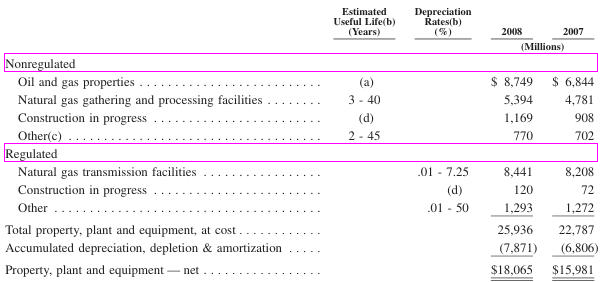 Estimated Depreciation
Useful Life(b) Rates(b)
(Years) (%) 2008 2007
(Millions)
Nonregulated
Oil and gas properties . . . . . . . . . . . . . . . . . . . . . . . . . . (a) $ 8,749 $ 6,844
Natural gas gathering and processing facilities . . . . . . . . 3 - 40 5,394 4,781
Construction in progress . . . . . . . . . . . . . . . . . . . . . . . . (d) 1,169 908
Other(c) . . . . . . . . . . . . . . . . . . . . . . . . . . . . . . . . . . . . 2 - 45 770 702
Regulated
Natural gas transmission facilities . . . . . . . . . . . . . . . . . .01 - 7.25 8,441 8,208
Construction in progress . . . . . . . . . . . . . . . . . . . . . . . . (d) 120 72
Other . . . . . . . . . . . . . . . . . . . . . . . . . . . . . . . . . . . . . . .01 - 50 1,293 1,272
Total property, plant and equipment, at cost . . . . . . . . . . . . 25,936 22,787
Accumulated depreciation, depletion & amortization . . . . . (7,871) (6,806)
Property, plant and equipment — net . . . . . . . . . . . . . . . . . $18,065 $15,981